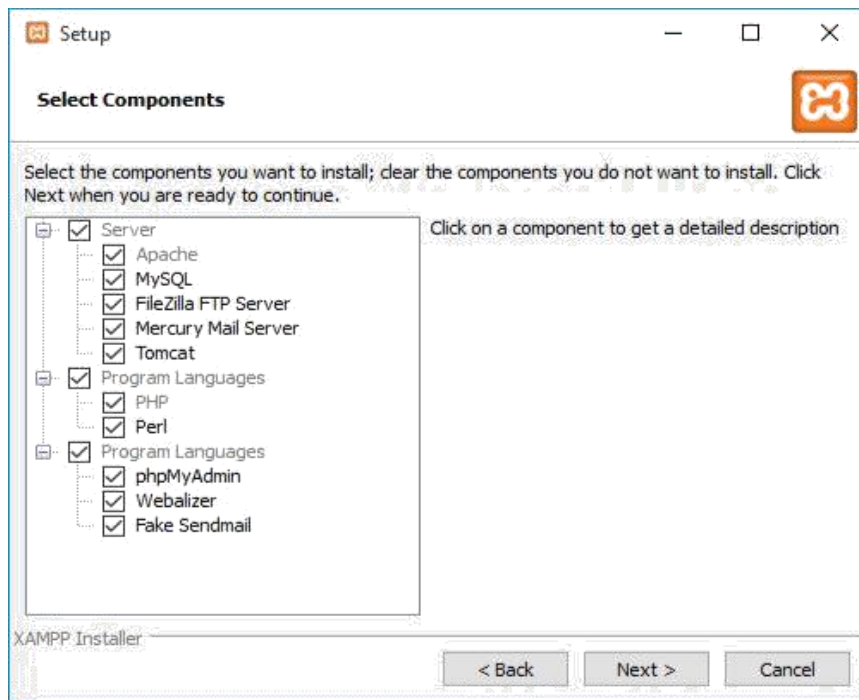 Setup
Select Components
Select the components you want to install; clear the components you do not want to install. Click
Next when you are ready to continue.
Server
Apache
MySQL
FileZilla FTP Server
Mercury Mail Server
Tomcat
Program Languages
PHP
Perl
Program Languages
phpMyAdmin
Webalizer
Fake Sendmail
Click on a component to get a detailed description
XAMPP Installer
< Back
Next >
Cancel